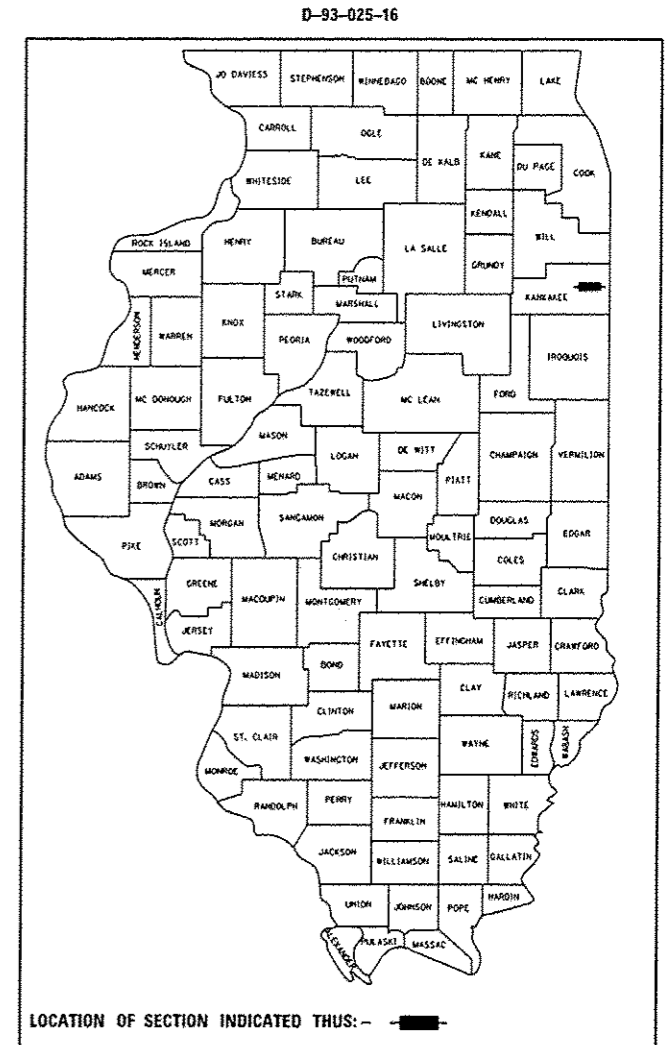 D-93-025-16
JO DAVIESS STEPHENSON WINNEBAGO BOONE MC HENRY LAKE
CARROLL OGLE
DE KALB KANE DU PAGE COOK
WHITESIDE LEE
KENDALL
ROCK ISLAND HENRY BUREAU LA SALLE WILL
MERCER PUTNAM GRUNDY
STARK MARSHALL KANKAKEE
HENDERSON WARREN KNOX PEORIA WOODFORD LIVINGSTON
IROQUOIS
HANCOCK MC DONOUGH FULTON TAZEWELL MC LEAN FORD
MASON
SCHUYLER LOGAN DE WITT CHAMPAIGN VERMILION
ADAMS BROWN CASS MENARD PIATT
MACON
MORGAN SANGAMON DOUGLAS
PIKE SCOTT MOULTRIE EDGAR
CHRISTIAN COLES
GREENE SHELBY
CALHOUN MACOUPIN MONTGOMERY CUMBERLAND CLARK
JERSEY FAYETTE EFFINGHAM JASPER CRAWFORD
BOND
MADISON CLAY RICHLAND LAWRENCE
CLINTON MARION
ST. CLAIR WAYNE EDWARDS WABASH
WASHINGTON JEFFERSON
MONROE
RANDOLPH PERRY HAMILTON WHITE
FRANKLIN
JACKSON WILLIAMSON SALINE GALLATIN
UNION JOHNSON POPE HARDIN
ALEXANDER PULASKI MASSAC
LOCATION OF SECTION INDICATED THUS: -